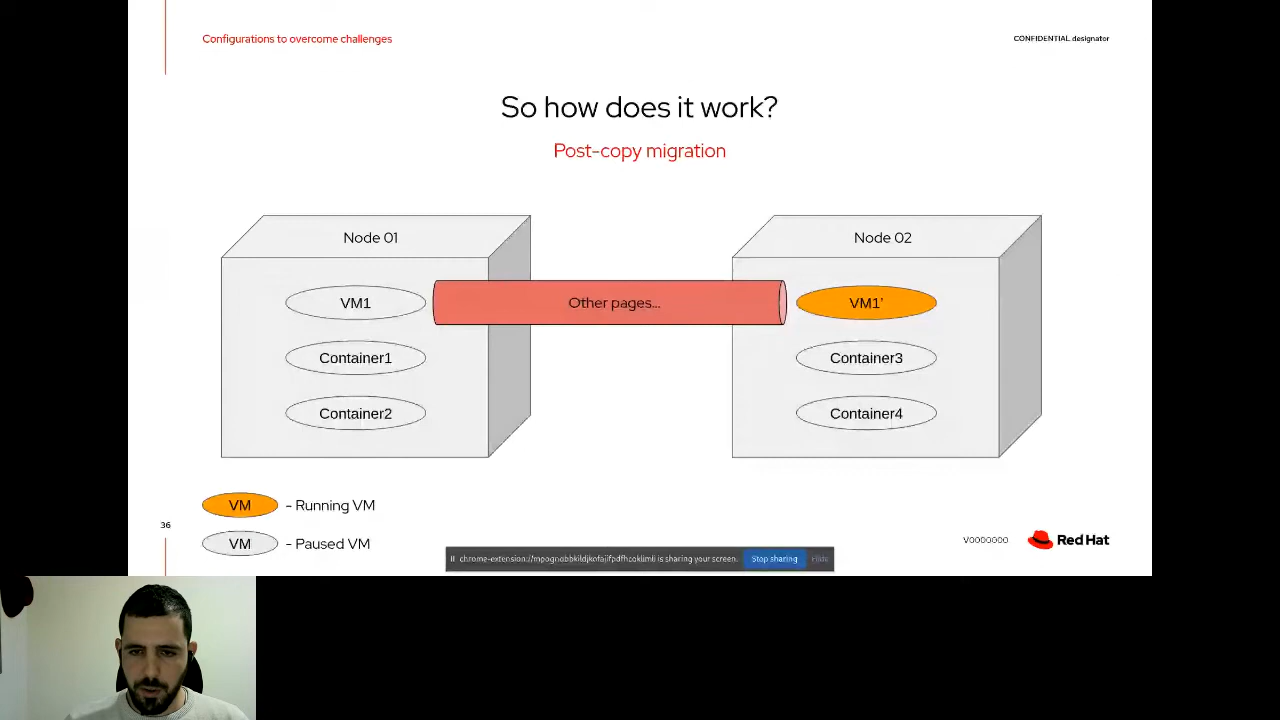 Configurations to overcome challenges
CONFIDENTIAL designator
So how does it work?
Post-copy migration
Node 01
Node 02
VM1
Other pages...
VM1'
Container1
Container3
Container2
Container4
VM - Running VM
36
VM - Paused VM
V0000000
Red Hat
is sharing your screen.
Stop sharing
Hide